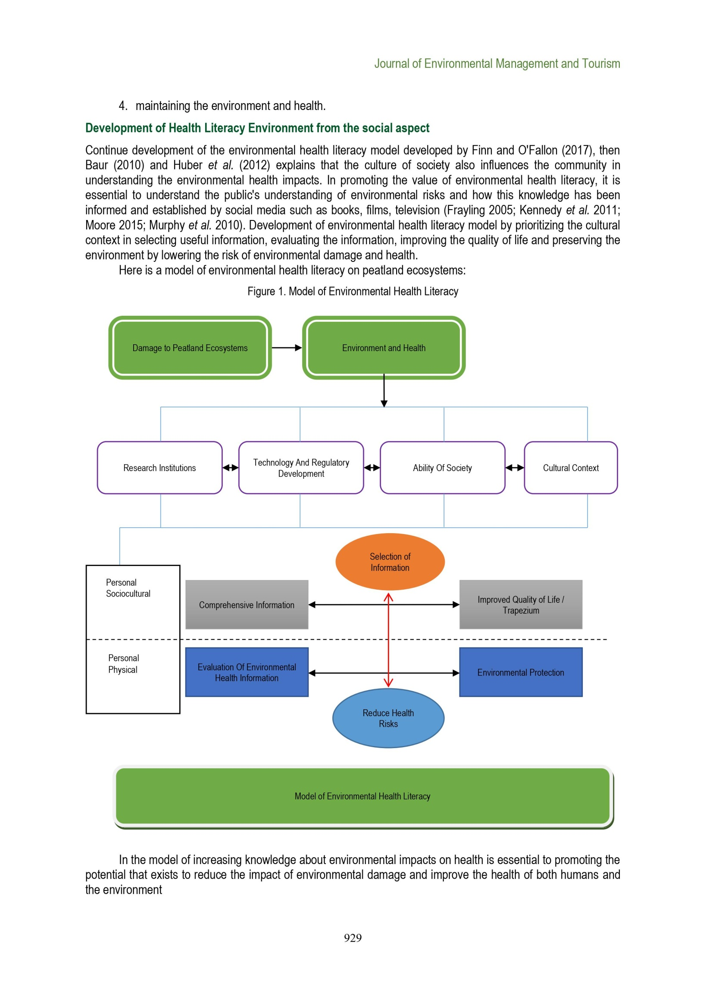 Journal of Environmental Management and Tourism
4. maintaining the environment and health.
Development of Health Literacy Environment from the social aspect
Continue development of the environmental health literacy model developed by Finn and O'Fallon (2017), then
Baur (2010) and Huber et al. (2012) explains that the culture of society also influences the community in
understanding the environmental health impacts. In promoting the value of environmental health literacy, it is
essential to understand the public's understanding of environmental risks and how this knowledge has been
informed and established by social media such as books, films, television (Frayling 2005; Kennedy et al. 2011;
Moore 2015; Murphy et al. 2010). Development of environmental health literacy model by prioritizing the cultural
context in selecting useful information, evaluating the information, improving the quality of life and preserving the
environment by lowering the risk of environmental damage and health.
Here is a model of environmental health literacy on peatland ecosystems:
Figure 1. Model of Environmental Health Literacy
Damage to Peatland Ecosystems
Environment and Health
Research Institutions
Technology And Regulatory
Development
Ability Of Society
Cultural Context
Selection of
Information
Personal
Sociocultural
Comprehensive Information
Improved Quality of Life /
Trapezium
Personal
Physical
Evaluation Of Environmental
Health Information
Environmental Protection
Reduce Health
Risks
Model of Environmental Health Literacy
In the model of increasing knowledge about environmental impacts on health is essential to promoting the
potential that exists to reduce the impact of environmental damage and improve the health of both humans and
the environment
929